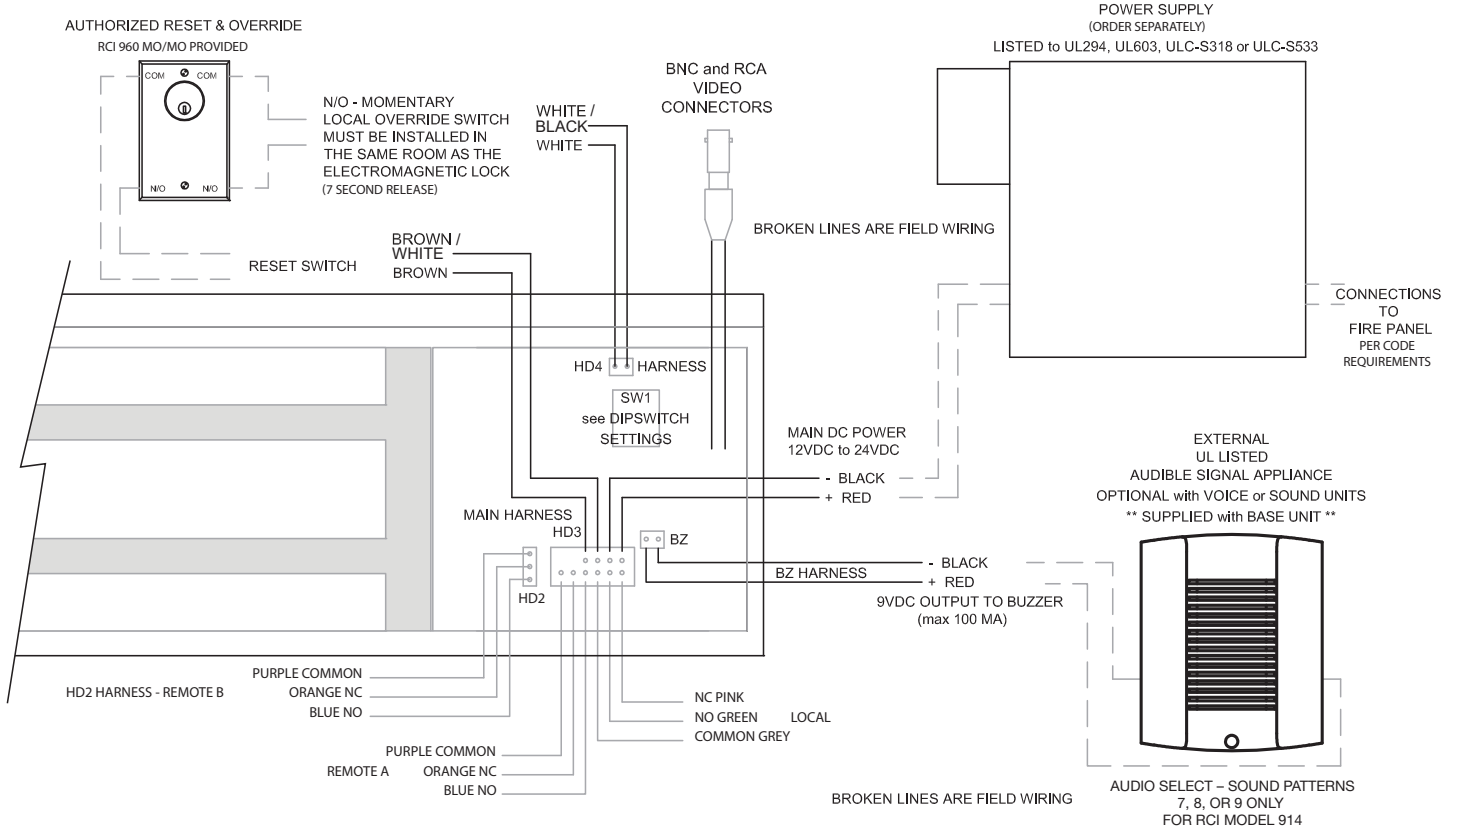 AUTHORIZED RESET & OVERRIDE
RCI 960 MO/MO PROVIDED
COM
COM
N/O
N/O
N/O - MOMENTARY
LOCAL OVERRIDE SWITCH
MUST BE INSTALLED IN
THE SAME ROOM AS THE
ELECTROMAGNETIC LOCK
(7 SECOND RELEASE)
RESET SWITCH
WHITE /
BLACK
WHITE
BROWN /
WHITE
BROWN
BNC and RCA
VIDEO
CONNECTORS
BROKEN LINES ARE FIELD WIRING
POWER SUPPLY
(ORDER SEPARATELY)
LISTED to UL294, UL603, ULC-S318 or ULC-S533
CONNECTIONS
TO
FIRE PANEL
PER CODE
REQUIREMENTS
HD4
HARNESS
SW1
see DIPSWITCH
SETTINGS
MAIN DC POWER
12VDC to 24VDC
- BLACK
+ RED
MAIN HARNESS
HD3
BZ
HD2
BZ HARNESS
- BLACK
+ RED
9VDC OUTPUT TO BUZZER
(max 100 MA)
EXTERNAL
UL LISTED
AUDIBLE SIGNAL APPLIANCE
OPTIONAL with VOICE or SOUND UNITS
** SUPPLIED with BASE UNIT **
PURPLE COMMON
HD2 HARNESS - REMOTE B
ORANGE NC
BLUE NO
NC PINK
NO GREEN
LOCAL
COMMON GREY
PURPLE COMMON
REMOTE A
ORANGE NC
BLUE NO
BROKEN LINES ARE FIELD WIRING
AUDIO SELECT – SOUND PATTERNS
7, 8, OR 9 ONLY
FOR RCI MODEL 914